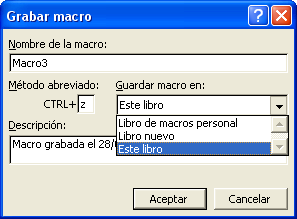 Grabar macro
Nombre de la macro:
Macro3
Método abreviado: Guardar macro en:
CTRL+ z Este libro
Libro de macros personal
Libro nuevo
Este libro
Descripción:
Macro grabada el 28/
Aceptar Cancelar